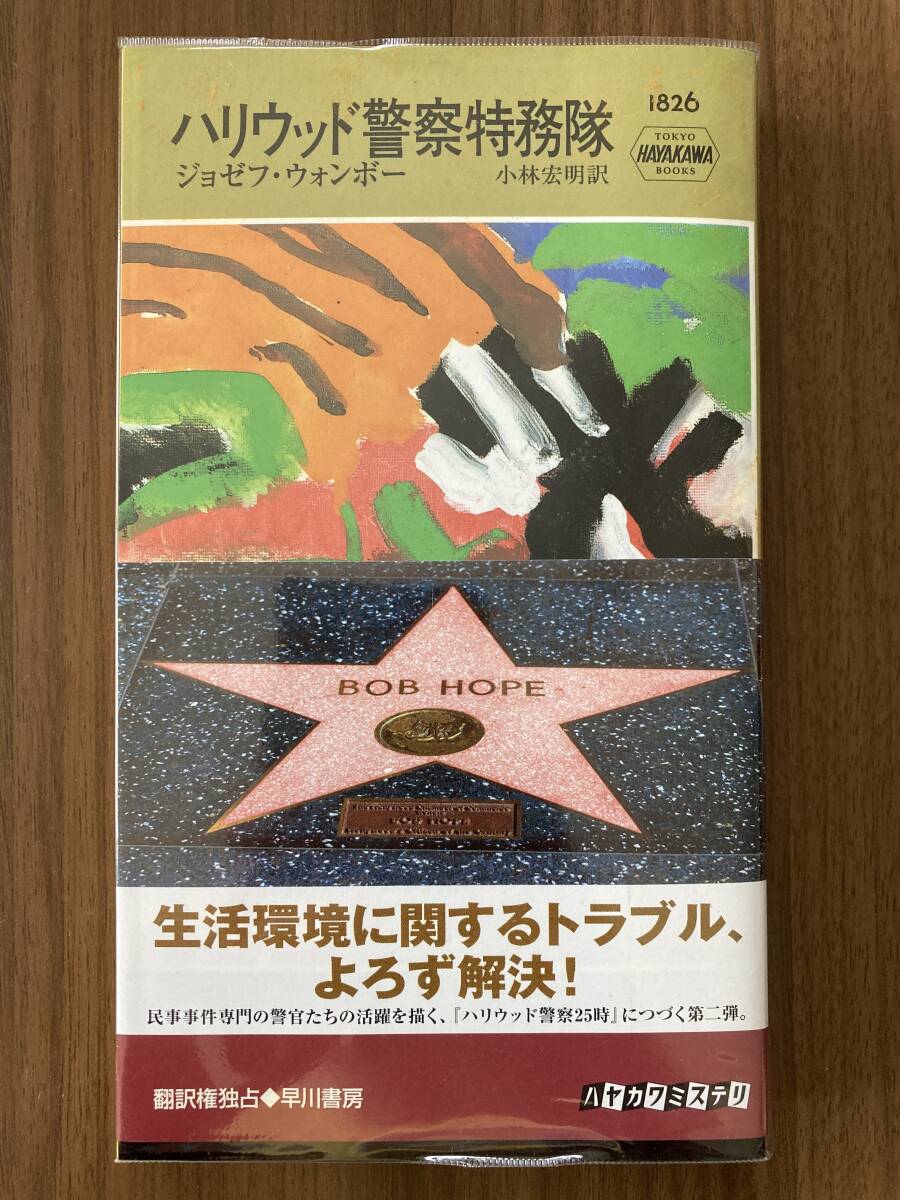 ハリウッド警察特務隊
ジョゼフ・ウォンボー 小林宏明訳
1826
TOKYO
HAYAKAWA
BOOKS
BOB HOPE
BOB HOPE
生活環境に関するトラブル、
よろず解決!
民事事件専門の警官たちの活躍を描く、『ハリウッド警察25時』につづく第二弾。
翻訳権独占◆早川書房
ハヤカワミステリ